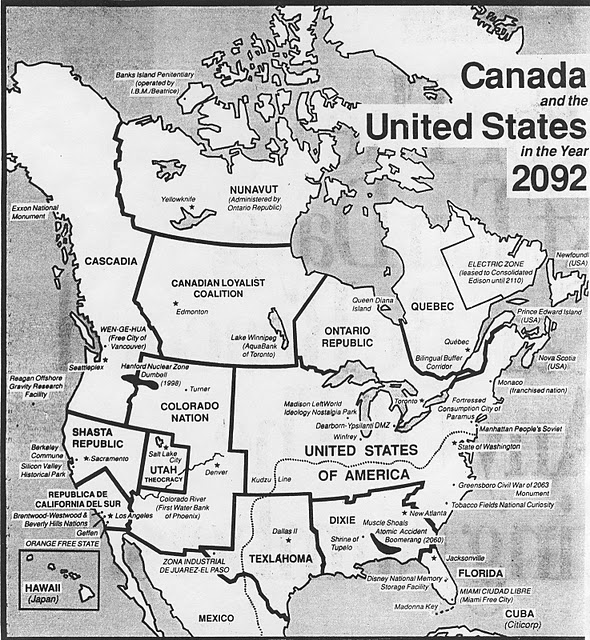 Canada
and the
United States
in the Year
2092
Banks Island Penitentiary
(operated by
I.B.M./Beatrice)
NUNAVUT
(Administered by
Ontario Republic)
Yellowknife
Exxon National
Monument
CASCADIA
CANADIAN LOYALIST
COALITION
Edmonton
ELECTRIC ZONE
(leased to Consolidated
Edison until 2110)
Newfoundl
(USA)
Queen Diana
Island
QUEBEC
Prince Edward Island
(USA)
WEN-GE-HUA
(Free City of
Vancouver)
Lake Winnipeg
(AquaBank
of Toronto)
ONTARIO
REPUBLIC
Québec
Bilingual Buffer
Corridor
Nova Scotia
(USA)
Seattleplex
Hanford Nuclear Zone
Dumbell
(1998)
Turner
Reagan Offshore
Gravity Research
Facility
COLORADO
NATION
Madison LeftWorld
Ideology Nostalgia Park
Toronto
Monaco
(franchised nation)
Fortressed
Consumption City of
Paramus
Dearborn-Ypsilanti DMZ
Winfrey
Manhattan People's Soviet
SHASTA
REPUBLIC
Salt Lake
City
UTAH
THEOCRACY
Denver
UNITED STATES
OF AMERICA
State of Washington
Berkeley
Commune
Silicon Valley
Historical Park
Sacramento
Kudzu Line
Greensboro Civil War of 2063
Monument
REPUBLICA DE
CALIFORNIA DEL SUR
Colorado River
(First Water Bank
of Phoenix)
Tobacco Fields National Curiosity
Brentwood-Westwood &
Beverly Hills Nations
Los Angeles
Geffen
DIXIE
New Atlanta
Muscle Shoals
Atomic Accident
Boomerang (2060)
Shrine of
Tupelo
Dallas II
TEXLAHOMA
ORANGE FREE STATE
ZONA INDUSTRIAL
DE JUAREZ-EL PASO
Jacksonville
FLORIDA
Disney National Memory
Storage Facility
HAWAII
(Japan)
MIAMI CIUDAD LIBRE
(Miami Free City)
Madonna Key
MEXICO
CUBA
(Citicorp)